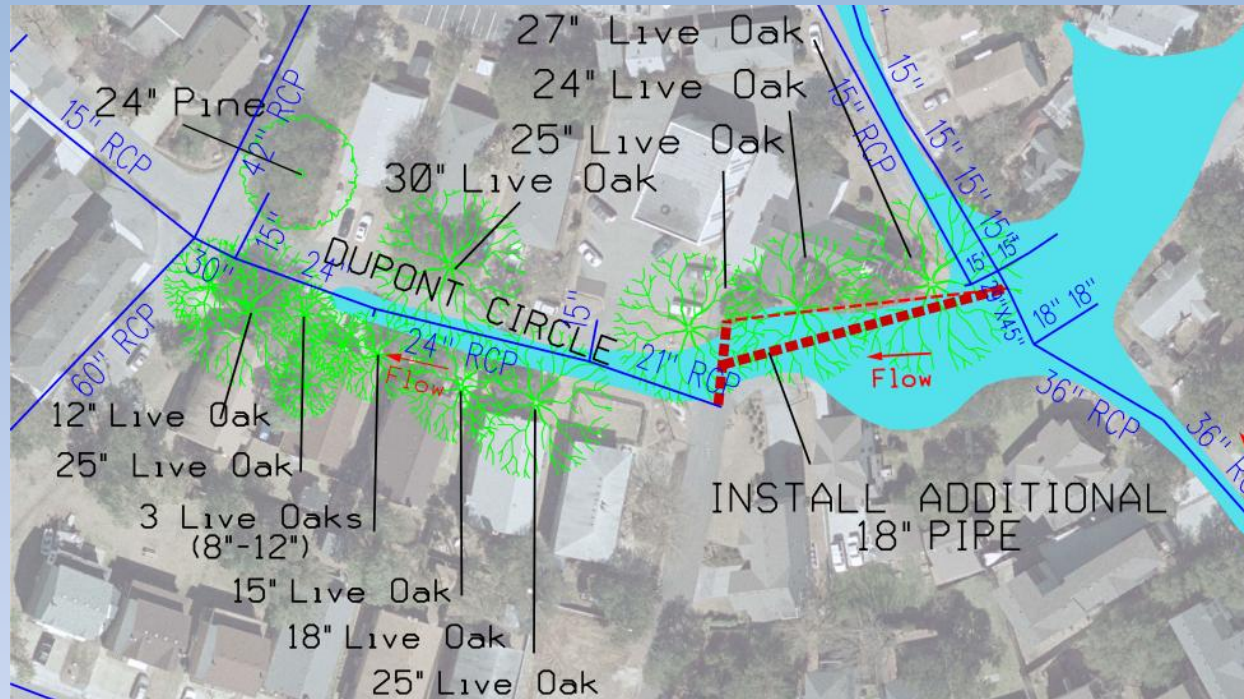 27" Live Oak
24" Live Oak
25" Live Oak
30" Live Oak
24" Pine
15" RCP
42" RCP
15" RCP
15"
15"
15"
15"
15'
15"
18" 18"
36" RCP
36"
30"
15"
24"
DUPONT CIRCLE
15"
24" RCP
21" RCP
60" RCP
Flow
Flow
12" Live Oak
25" Live Oak
3 Live Oaks
(8"-12")
15" Live Oak
18" Live Oak
25" Live Oak
INSTALL ADDITIONAL
18" PIPE